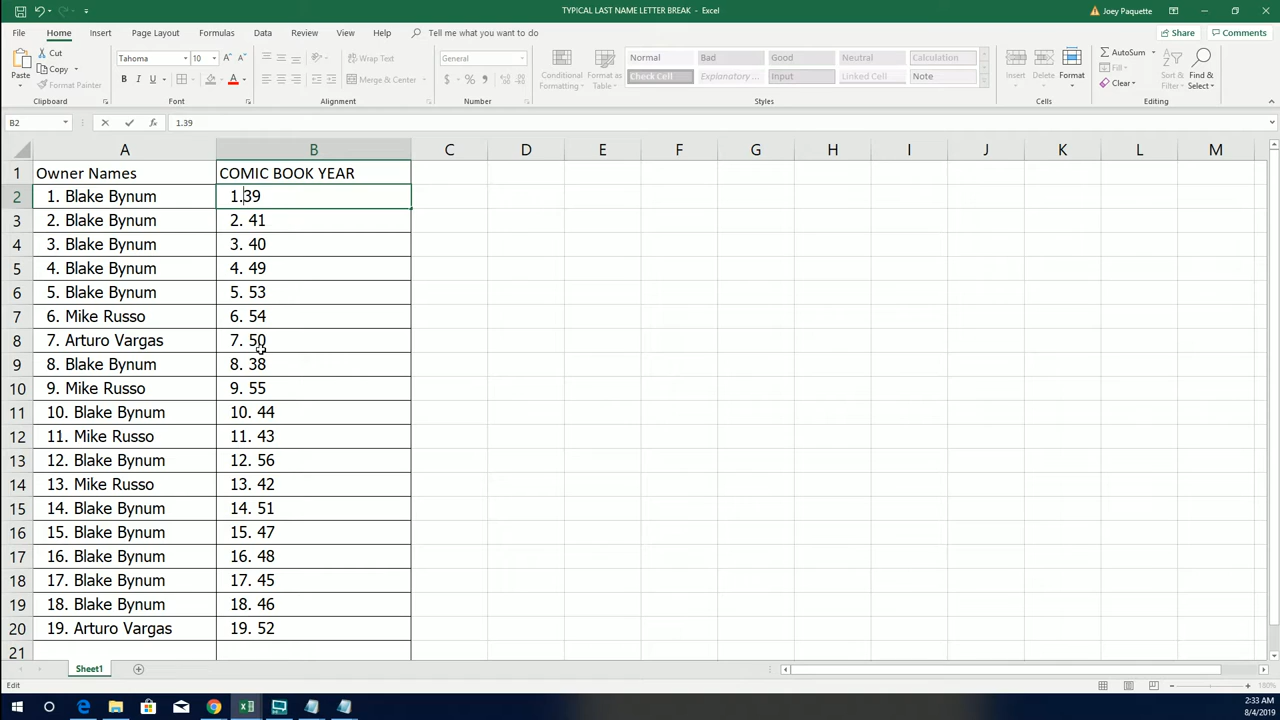 TYPICAL LAST NAME LETTER BREAK - Excel
Joey Paquette
File Home Insert Page Layout Formulas Data Review View Help Tell me what you want to do Share Comments
Paste Cut Copy Format Painter Clipboard
Tahoma 10 B I U A A A Font
Wrap Text Merge & Center Alignment
General $ % , Number
Conditional Formatting Format as Table
Normal Bad Good Neutral Calculation
Check Cell Explanatory ... Input Linked Cell Note
Styles
Insert Delete Format Cells
AutoSum Fill Clear Sort & Filter Find & Select Editing
B2 fx 1.39
A B C D E F G H I J K L M
1 Owner Names COMIC BOOK YEAR
2 1. Blake Bynum 1.39
3 2. Blake Bynum 2. 41
4 3. Blake Bynum 3. 40
5 4. Blake Bynum 4. 49
6 5. Blake Bynum 5. 53
7 6. Mike Russo 6. 54
8 7. Arturo Vargas 7. 50
9 8. Blake Bynum 8. 38
10 9. Mike Russo 9. 55
11 10. Blake Bynum 10. 44
12 11. Mike Russo 11. 43
13 12. Blake Bynum 12. 56
14 13. Mike Russo 13. 42
15 14. Blake Bynum 14. 51
16 15. Blake Bynum 15. 47
17 16. Blake Bynum 16. 48
18 17. Blake Bynum 17. 45
19 18. Blake Bynum 18. 46
20 19. Arturo Vargas 19. 52
21
Sheet1
Edit 180%
2:33 AM
8/4/2019